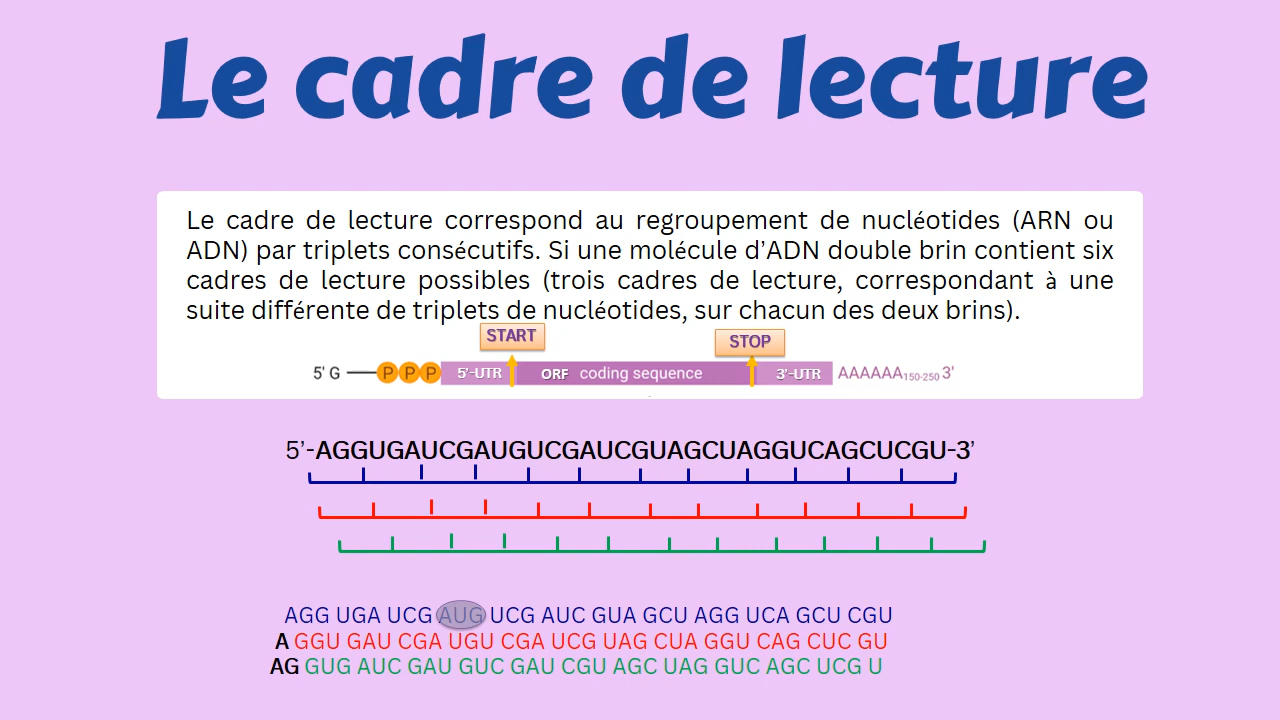 Le cadre de lecture
Le cadre de lecture correspond au regroupement de nucléotides (ARN ou
ADN) par triplets consécutifs. Si une molécule d’ADN double brin contient six
cadres de lecture possibles (trois cadres de lecture, correspondant à une
suite différente de triplets de nucléotides, sur chacun des deux brins).
START
STOP
5' G P P P 5'-UTR ORF coding sequence 3'-UTR AAAAAA150-250 3'
5’-AGGUGAUCGAUGUCGAUCGUAGCUAGGUCAGCUCGU-3’
AGG UGA UCG AUG UCG AUC GUA GCU AGG UCA GCU CGU
A GGU GAU CGA UGU CGA UCG UAG CUA GGU CAG CUC GU
AG GUG AUC GAU GUC GAU CGU AGC UAG GUC AGC UCG U